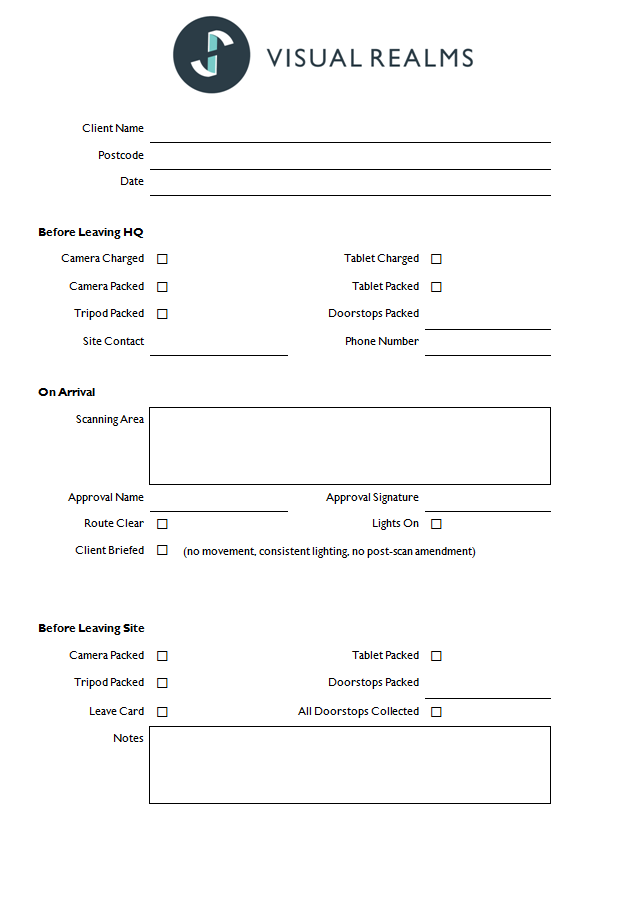 VISUAL REALMS
Client Name
Postcode
Date
Before Leaving HQ
Camera Charged ☐ Tablet Charged ☐
Camera Packed ☐ Tablet Packed ☐
Tripod Packed ☐ Doorstops Packed
Site Contact Phone Number
On Arrival
Scanning Area
Approval Name Approval Signature
Route Clear ☐ Lights On ☐
Client Briefed ☐ (no movement, consistent lighting, no post-scan amendment)
Before Leaving Site
Camera Packed ☐ Tablet Packed ☐
Tripod Packed ☐ Doorstops Packed
Leave Card ☐ All Doorstops Collected ☐
Notes